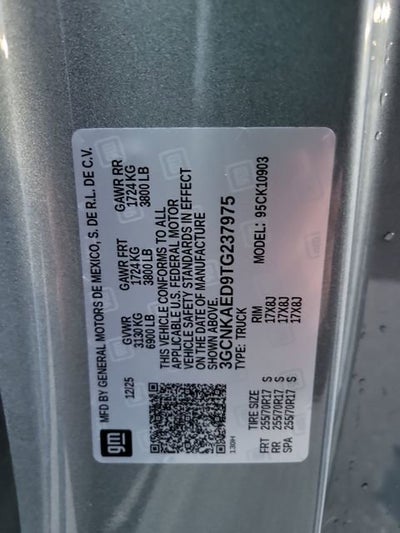 MFD BY GENERAL MOTORS DE MEXICO, S. DE R.L. DE C.V.
12/25
GVWR
3130 KG
6900 LB
GAWR FRT
1724 KG
3800 LB
GAWR RR
1724 KG
3800 LB
THIS VEHICLE CONFORMS TO ALL
APPLICABLE U.S. FEDERAL MOTOR
VEHICLE SAFETY STANDARDS IN EFFECT
ON THE DATE OF MANUFACTURE
SHOWN ABOVE.
3GCNKAED9TG237975
TYPE: TRUCK
MODEL: 95CK10903
TIRE SIZE RIM
FRT 255/70R17 S 17X8J
RR 255/70R17 S 17X8J
SPA 255/70R17 S 17X8J
gm
130H